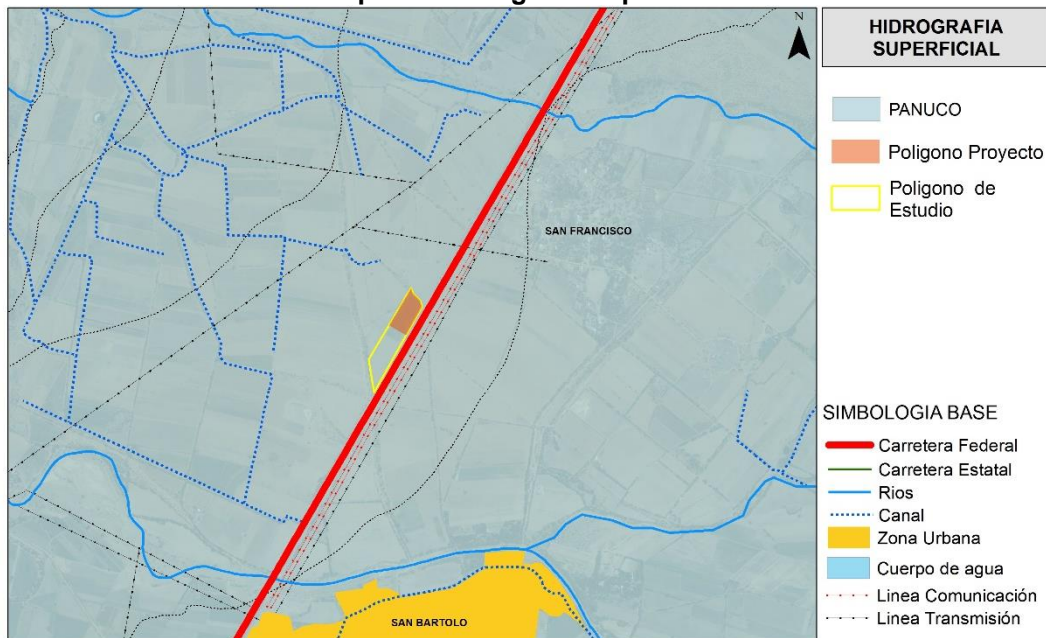 N
SAN FRANCISCO
SAN BARTOLO
HIDROGRAFIA
SUPERFICIAL
PANUCO
Poligono Proyecto
Poligono de
Estudio
SIMBOLOGIA BASE
Carretera Federal
Carretera Estatal
Rios
Canal
Zona Urbana
Cuerpo de agua
Linea Comunicación
Linea Transmisión